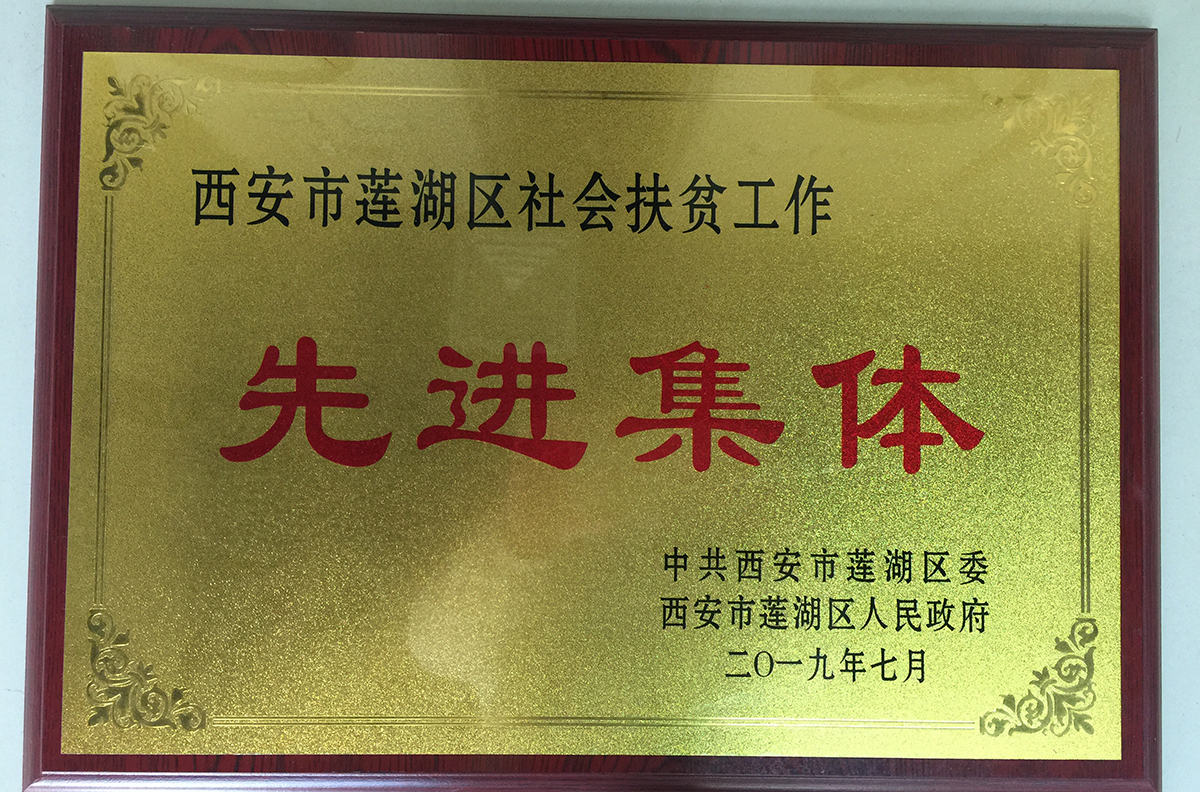 西安市莲湖区社会扶贫工作
先进集体
中共西安市莲湖区委
西安市莲湖区人民政府
二〇一九年七月